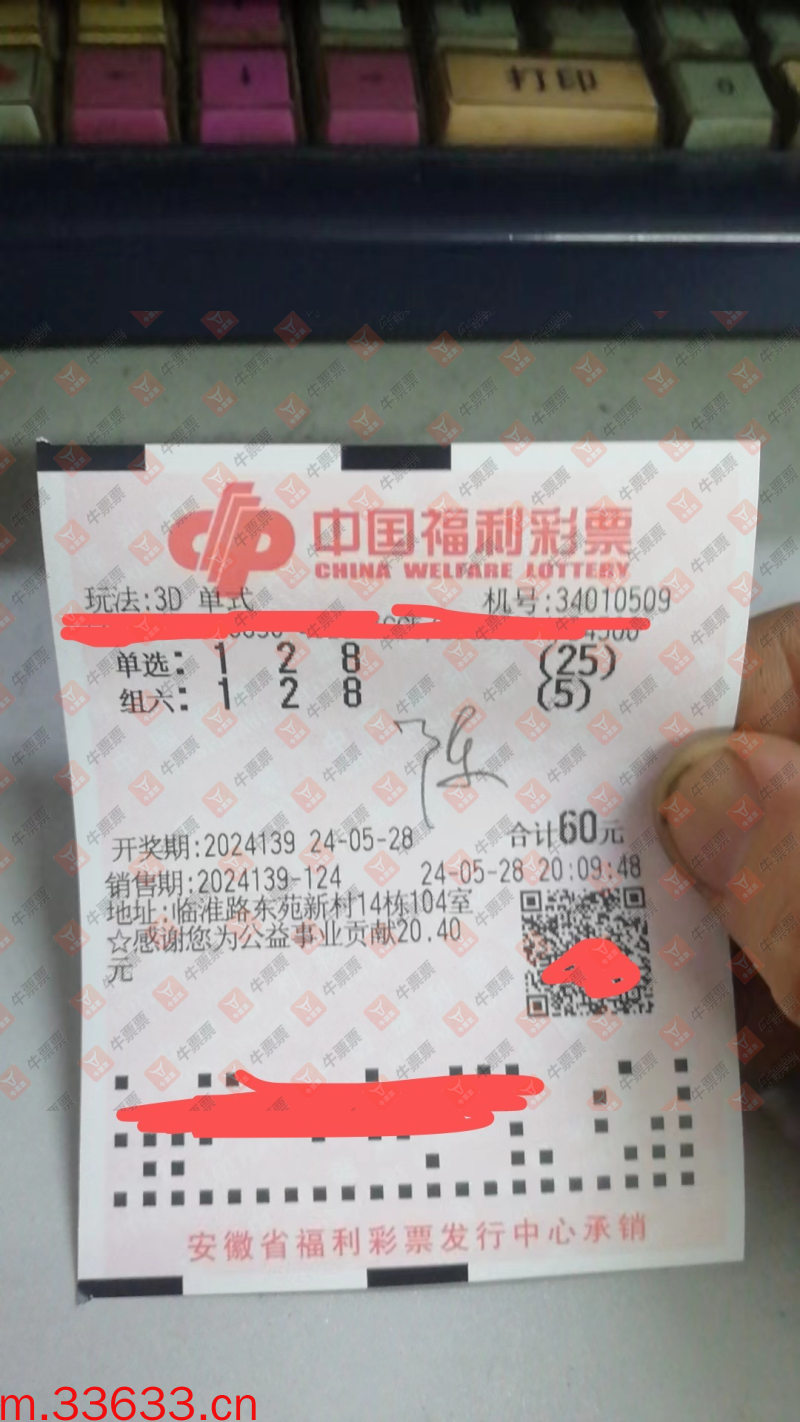 打印
0
中国福利彩票
CHINA WELFARE LOTTERY
玩法:3D 单式 机号:34010509
单选: 1 2 8 (25)
组六: 1 2 8 (5)
开奖期:2024139 24-05-28 合计60元
销售期:2024139-124 24-05-28 20:09:48
地址:临淮路东苑新村14栋104室
☆感谢您为公益事业贡献20.40
元
安徽省福利彩票发行中心承销
牛票票
m.33633.cn